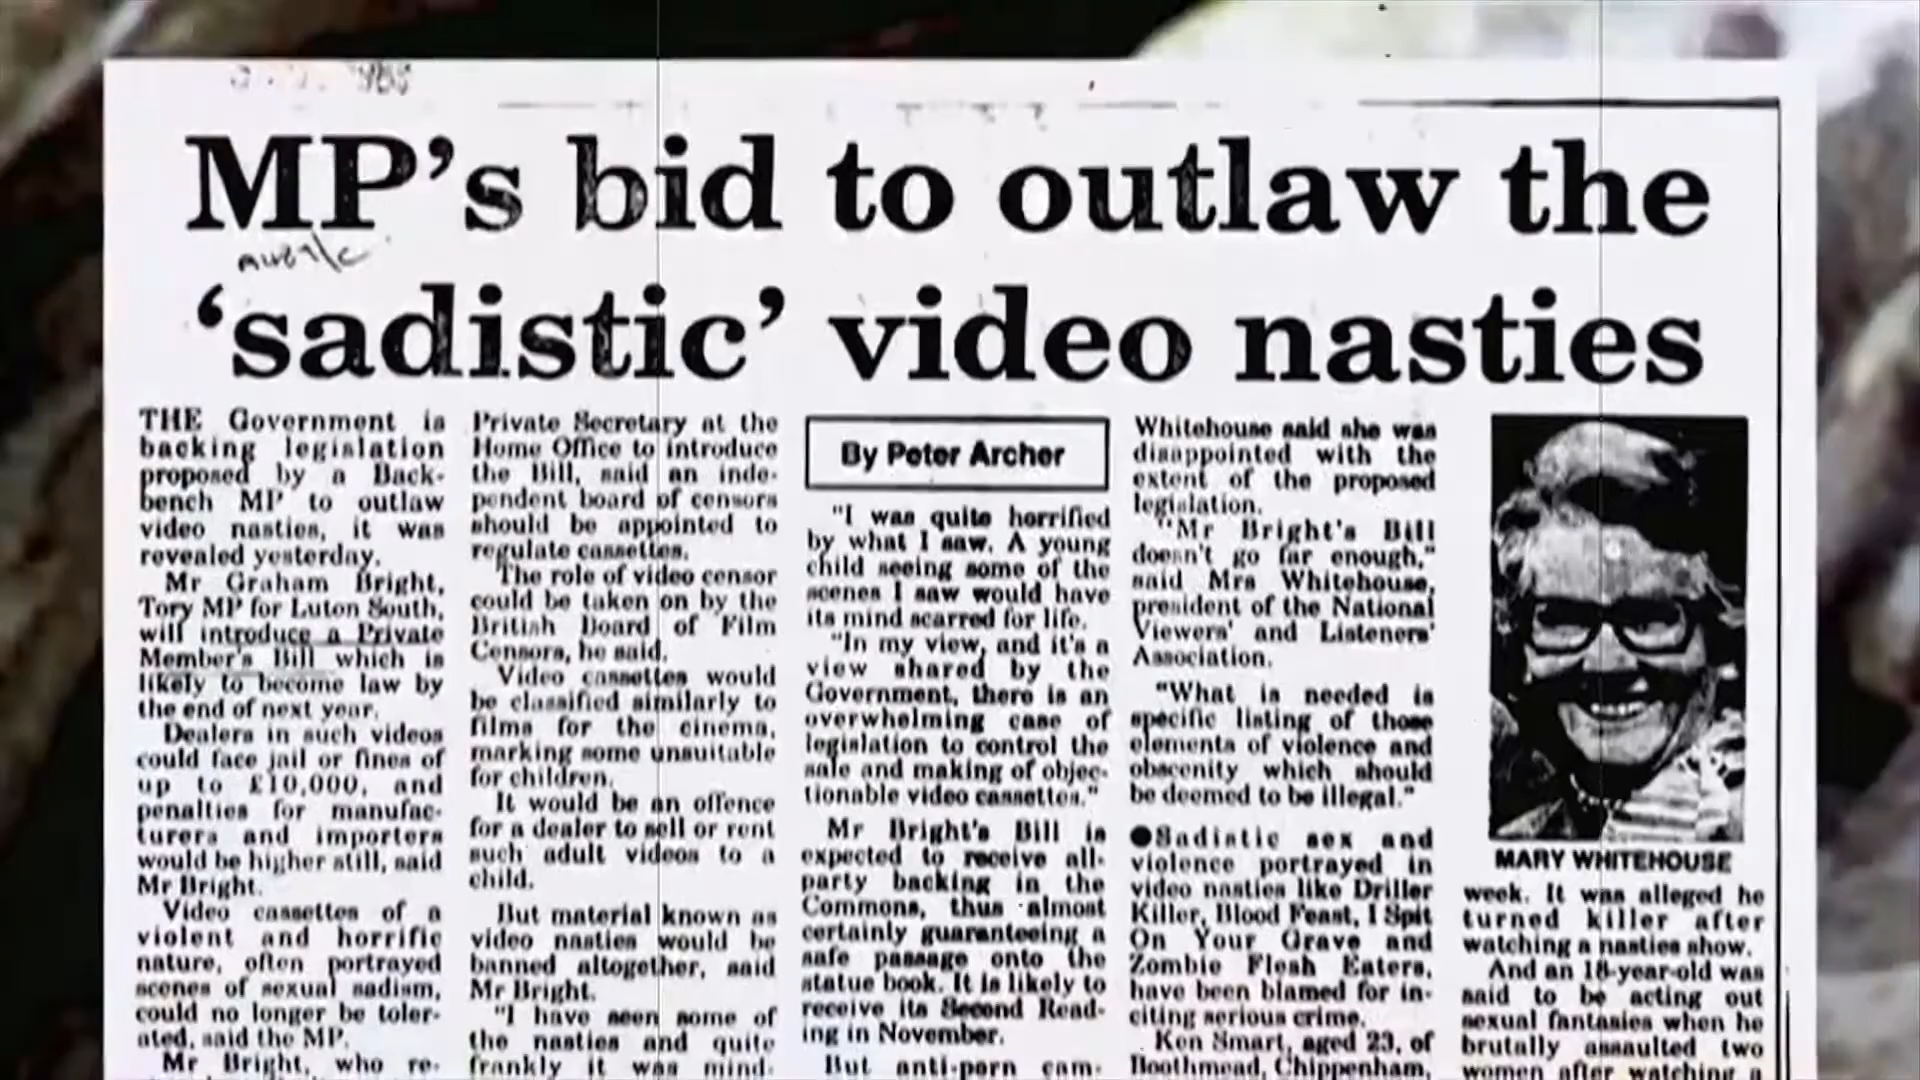 MP's bid to outlaw the
'sadistic' video nasties
THE Government is
backing legislation
proposed by a Back-
bench MP to outlaw
video nasties, it was
revealed yesterday.
Mr Graham Bright,
Tory MP for Luton South,
will introduce a Private
Member's Bill which is
likely to become law by
the end of next year.
Dealers in such videos
could face jail or fines of
up to £10,000, and
penalties for manufac-
turers and importers
would be higher still, said
Mr Bright.
Video cassettes of a
violent and horrific
nature, often portrayed
scenes of sexual sadism,
could no longer be toler-
ated, said the MP.
Mr Bright, who re-
Private Secretary at the
Home Office to introduce
the Bill, said an inde-
pendent board of censors
should be appointed to
regulate cassettes.
The role of video censor
could be taken on by the
British Board of Film
Censors, he said.
Video cassettes would
be classified similarly to
films for the cinema,
marking some unsuitable
for children.
It would be an offence
for a dealer to sell or rent
such adult videos to a
child.
But material known as
video nasties would be
banned altogether, said
Mr Bright.
"I have seen some of
the nasties and quite
frankly it was mind-
By Peter Archer
"I was quite horrified
by what I saw. A young
child seeing some of the
scenes I saw would have
its mind scarred for life.
"In my view, and it's a
view shared by the
Government, there is an
overwhelming case of
legislation to control the
sale and making of objec-
tionable video cassettes."
Mr Bright's Bill is
expected to receive all-
party backing in the
Commons, thus almost
certainly guaranteeing a
safe passage onto the
statue book. It is likely to
receive its Second Read-
ing in November.
But anti-porn cam-
Whitehouse said she was
disappointed with the
extent of the proposed
legislation.
"Mr Bright's Bill
doesn't go far enough,"
said Mrs Whitehouse,
president of the National
Viewers' and Listeners'
Association.
"What is needed is
specific listing of those
elements of violence and
obscenity which should
be deemed to be illegal."
●Sadistic sex and
violence portrayed in
video nasties like Driller
Killer, Blood Feast, I Spit
On Your Grave and
Zombie Flesh Eaters,
have been blamed for in-
citing serious crime.
Ken Smart, aged 23, of
Boothmead, Chippenham,
MARY WHITEHOUSE
week. It was alleged he
turned killer after
watching a nasties show.
And an 18-year-old was
said to be acting out
sexual fantasies when he
brutally assaulted two
women after watching a